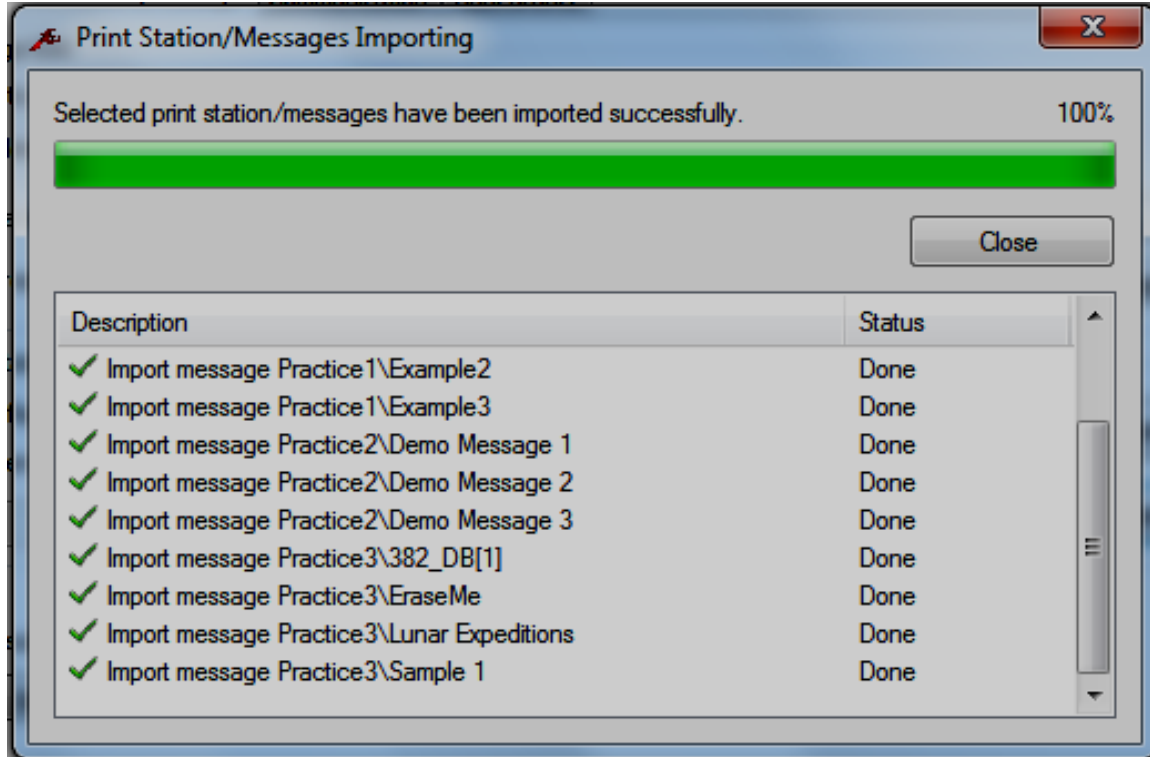 Print Station/Messages Importing
Selected print station/messages have been imported successfully. 100%
Close
Description Status
Import message Practice1\Example2 Done
Import message Practice1\Example3 Done
Import message Practice2\Demo Message 1 Done
Import message Practice2\Demo Message 2 Done
Import message Practice2\Demo Message 3 Done
Import message Practice3\382_DB[1] Done
Import message Practice3\EraseMe Done
Import message Practice3\Lunar Expeditions Done
Import message Practice3\Sample 1 Done